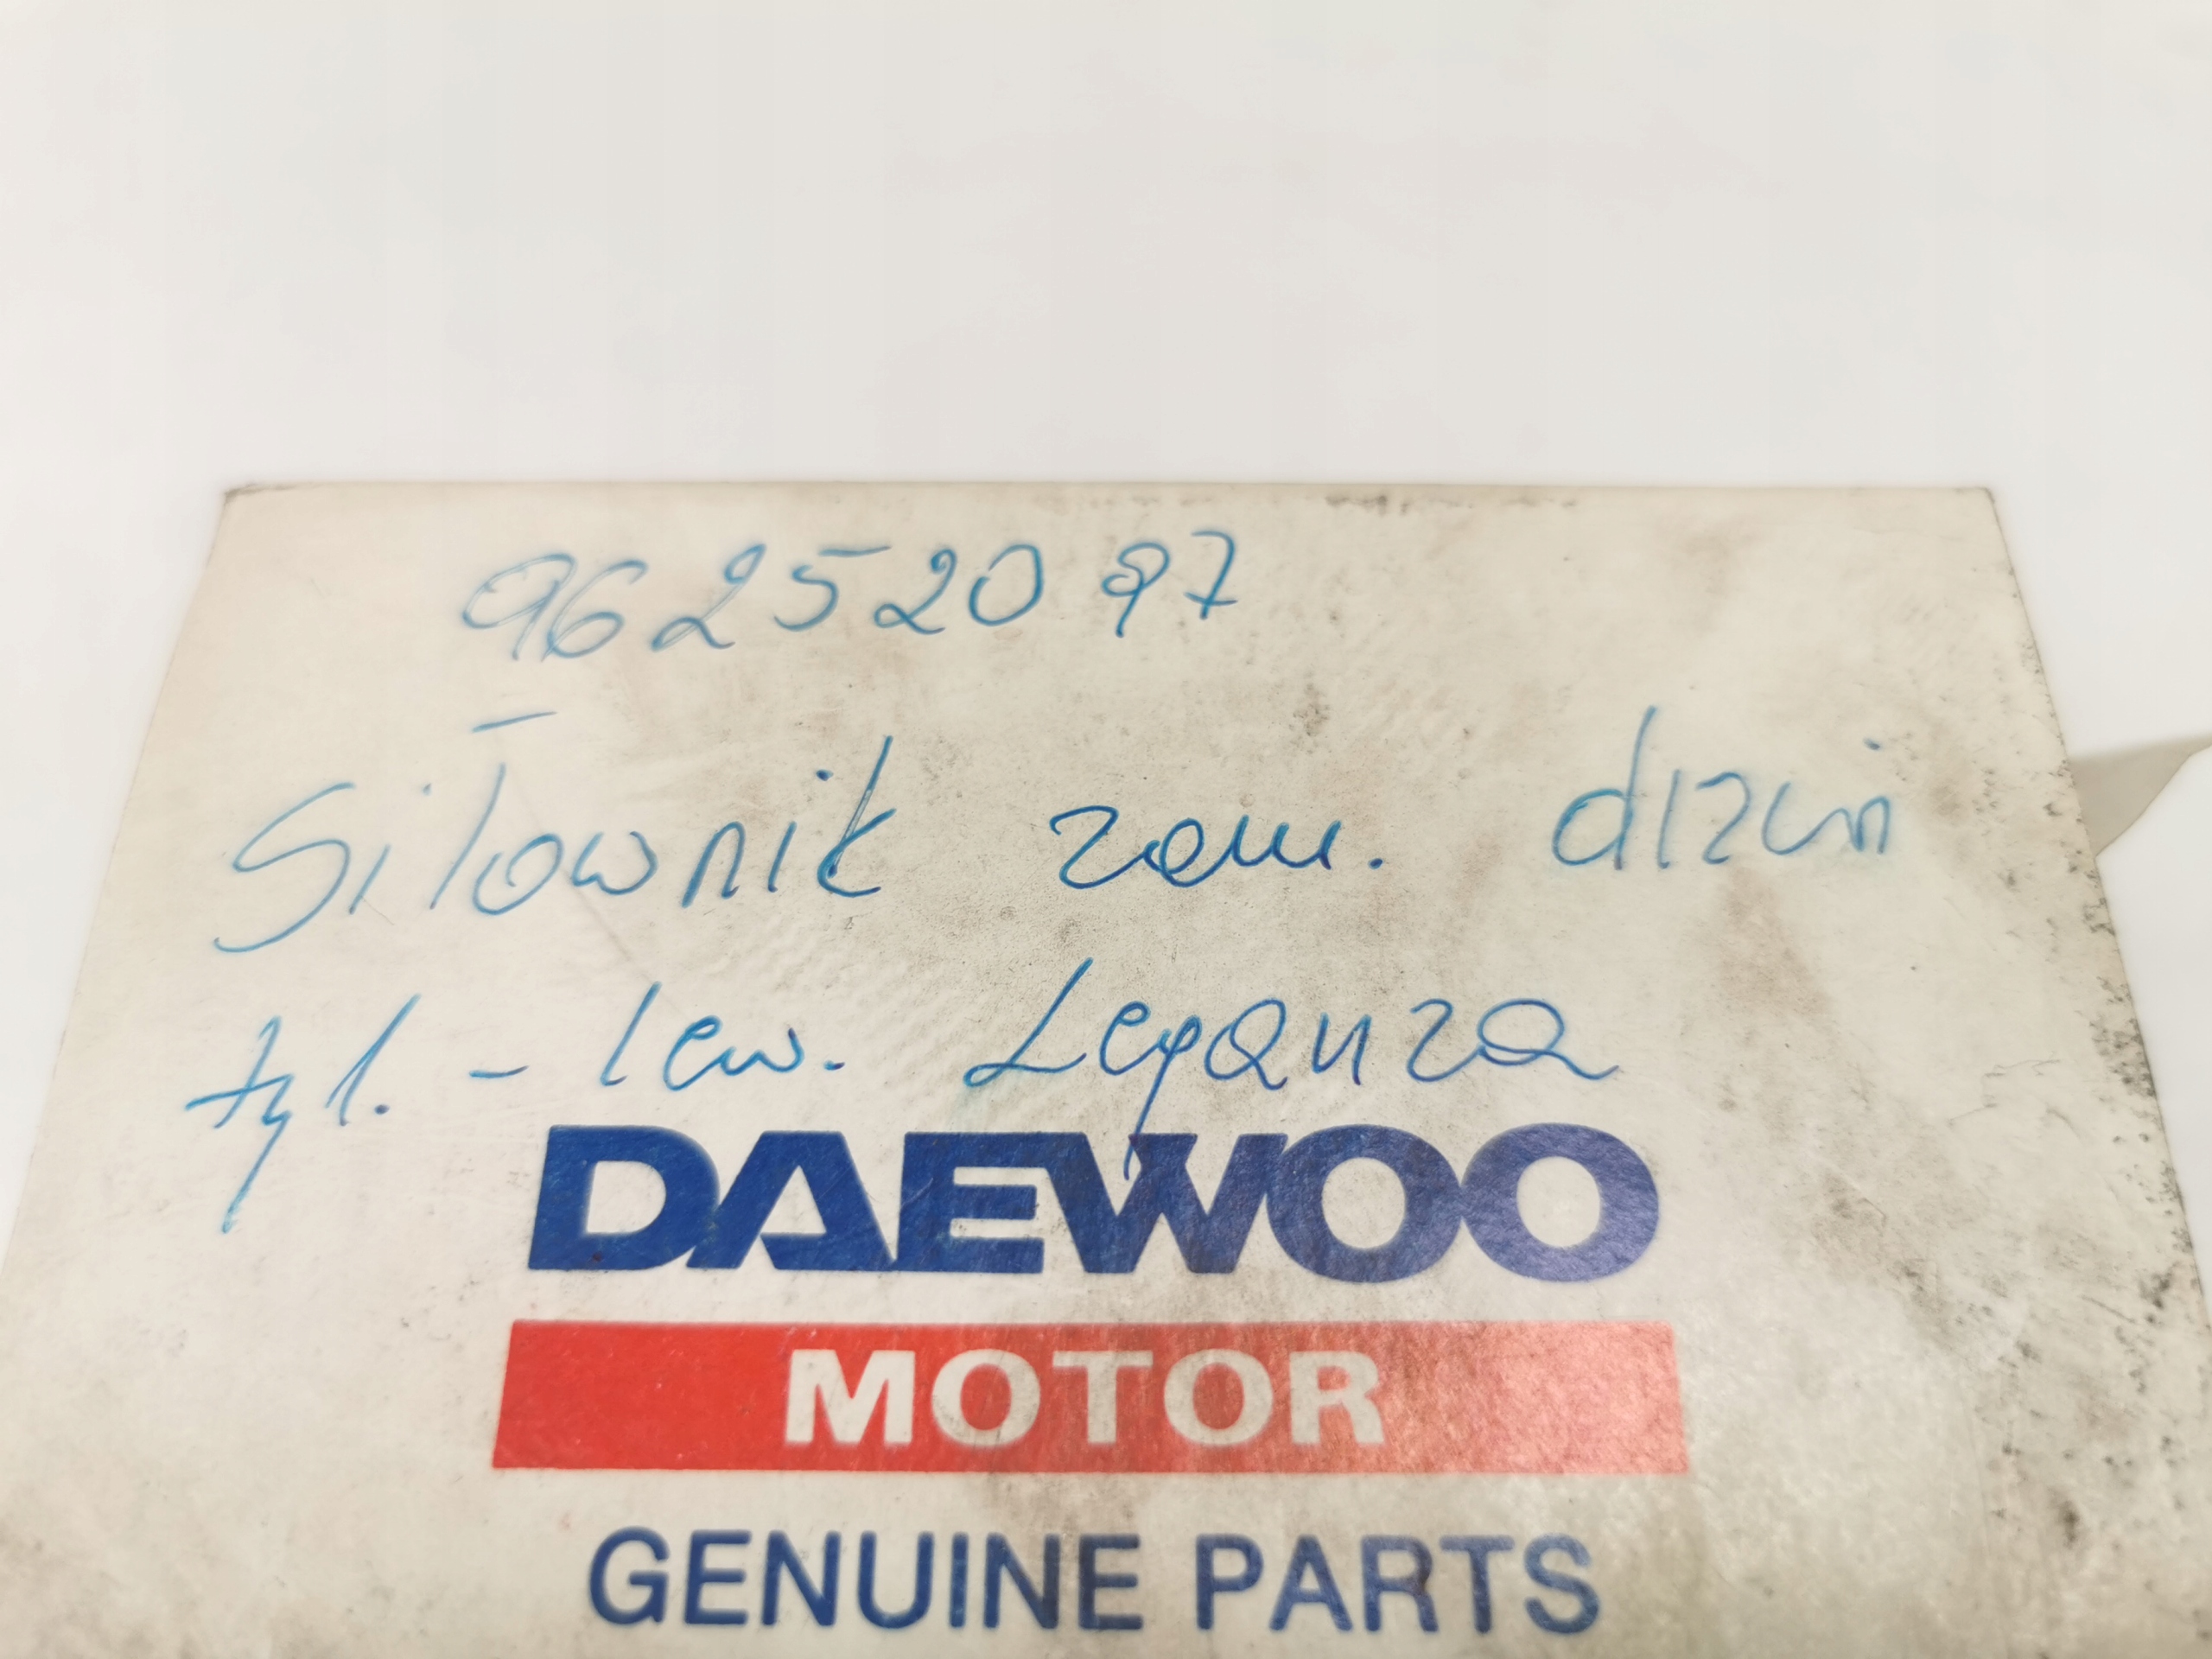 96252097
Siłownik zam. drzwi
tył. - lew. Leganza
DAEWOO
MOTOR
GENUINE PARTS